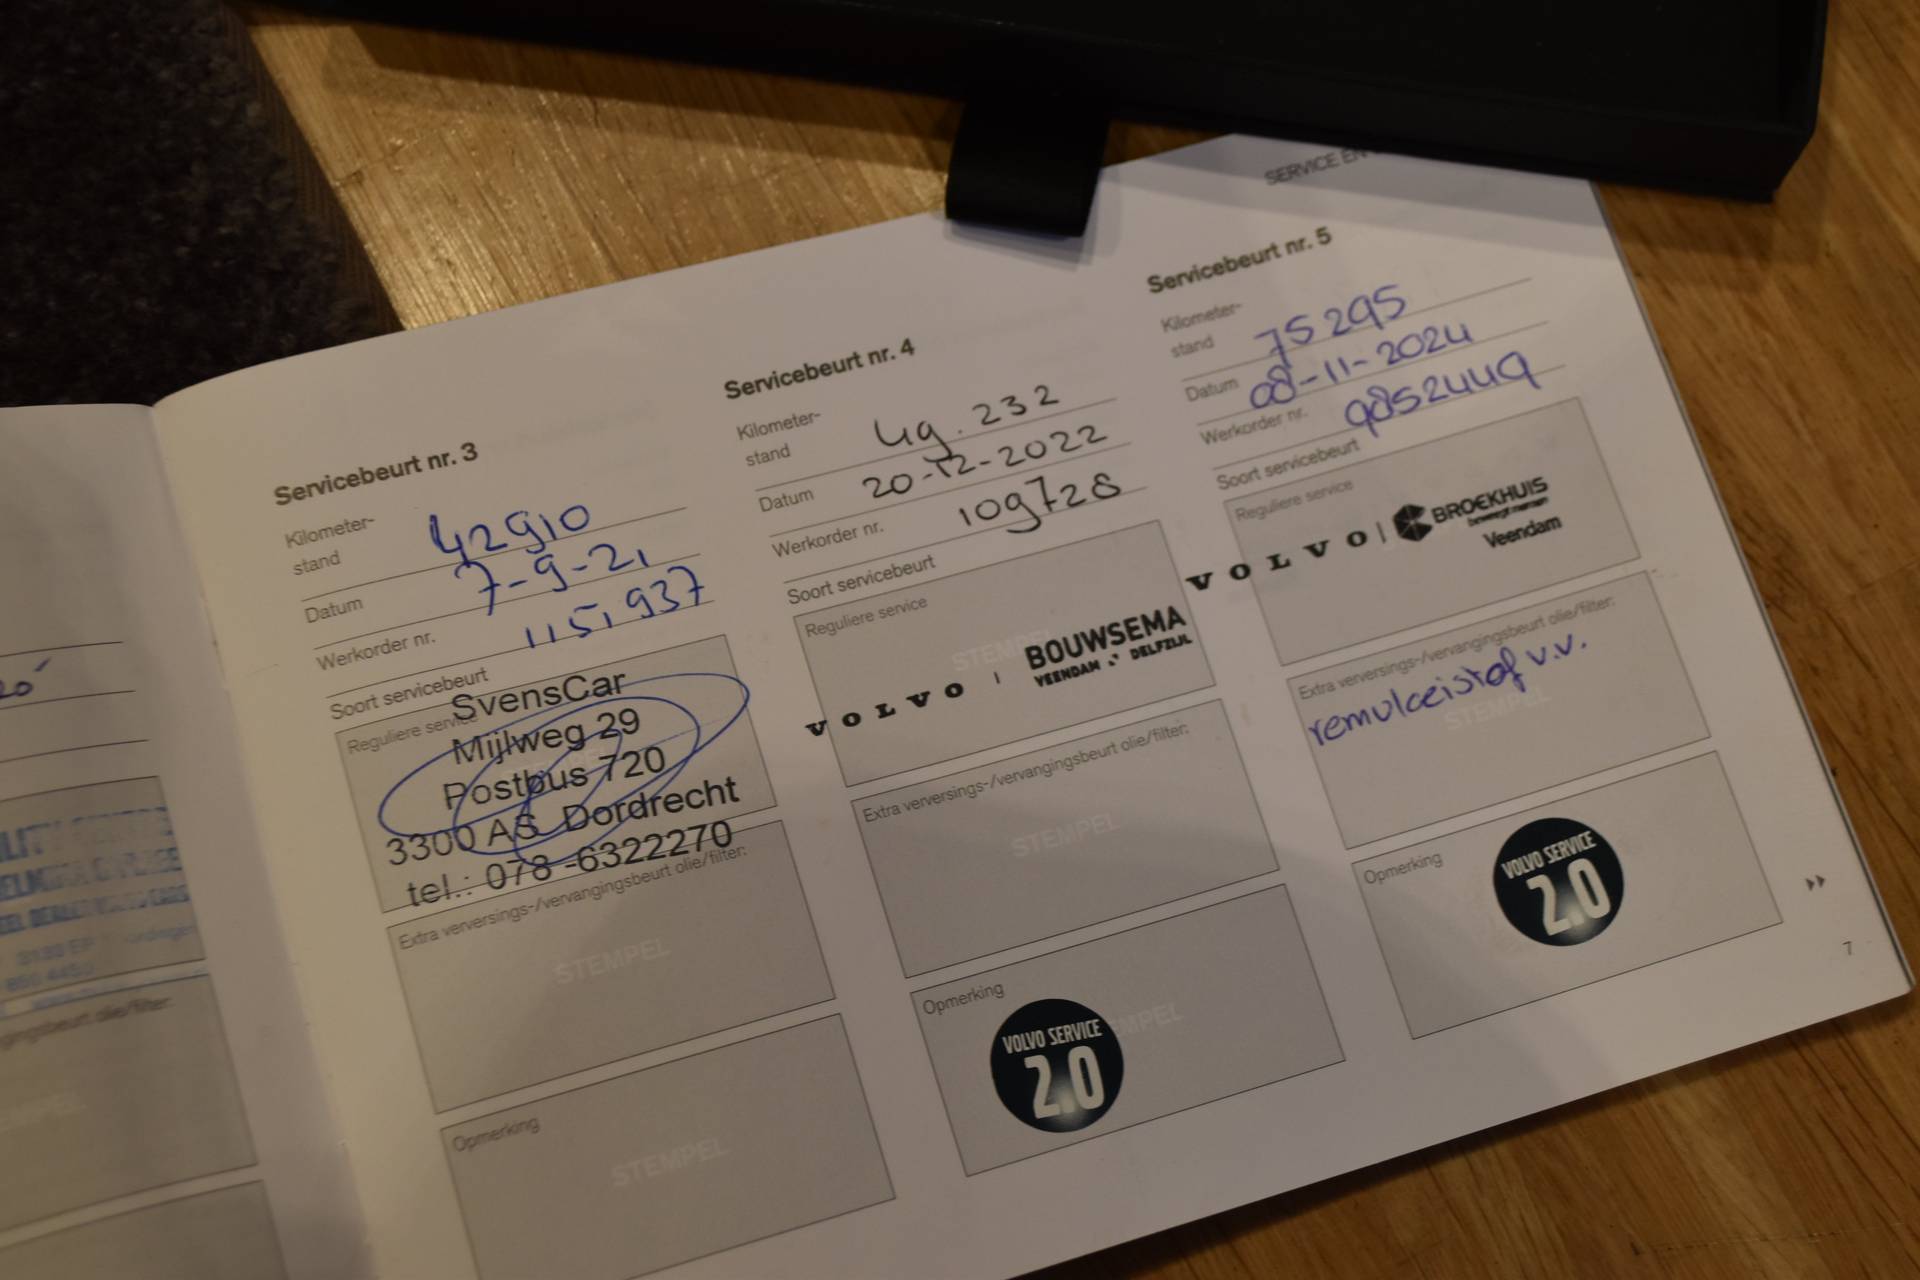 SERVICE EN
Servicebeurt nr. 3
Kilometer-
stand 42910
Datum 7-9-21
Werkorder nr. 1151937
Soort servicebeurt
Reguliere service
SvensCar
Mijlweg 29
Postbus 720
3300 AS Dordrecht
tel.: 078-6322270
Extra verversings-/vervangingsbeurt olie/filter:
STEMPEL
Opmerking
STEMPEL
Servicebeurt nr. 4
Kilometer-
stand 49.232
Datum 20-12-2022
Werkorder nr. 109728
Soort servicebeurt
Reguliere service
STEMP
VOLVO | BOUWSEMA
VEENDAM DELFZIJL
Extra verversings-/vervangingsbeurt olie/filter:
STEMPEL
Opmerking
MPEL
VOLVO SERVICE
2.0
Servicebeurt nr. 5
Kilometer-
stand 75295
Datum 08-11-2024
Werkorder nr. 9852449
Soort servicebeurt
Reguliere service
VOLVO | BROEKHUIS
beweegt mensen
Veendam
Extra verversings-/vervangingsbeurt olie/filter:
remvloeistof v.v.
STEMPEL
Opmerking
VOLVO SERVICE
2.0
7